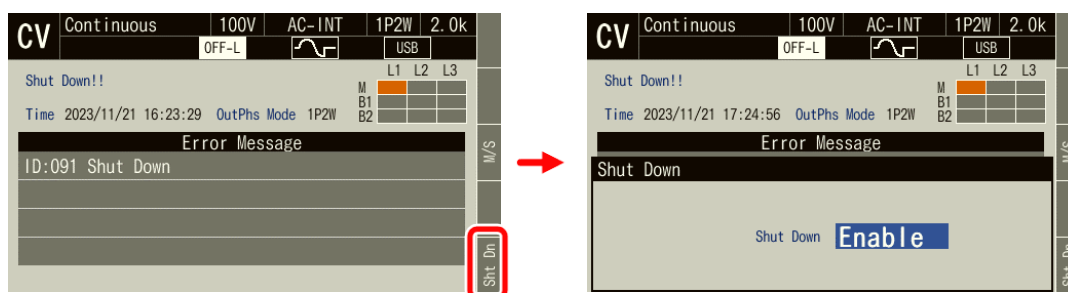 CV Continuous 100V AC-INT 1P2W 2.0k
OFF-L USB
L1 L2 L3
Shut Down!!
M
B1
Time 2023/11/21 16:23:29 OutPhs Mode 1P2W B2
Error Message
ID:091 Shut Down
M/S
Sht Dn
CV Continuous 100V AC-INT 1P2W 2.0k
OFF-L USB
L1 L2 L3
Shut Down!!
M
B1
Time 2023/11/21 17:24:56 OutPhs Mode 1P2W B2
Error Message
Shut Down
Shut Down Enable
M/S
Sht Dn